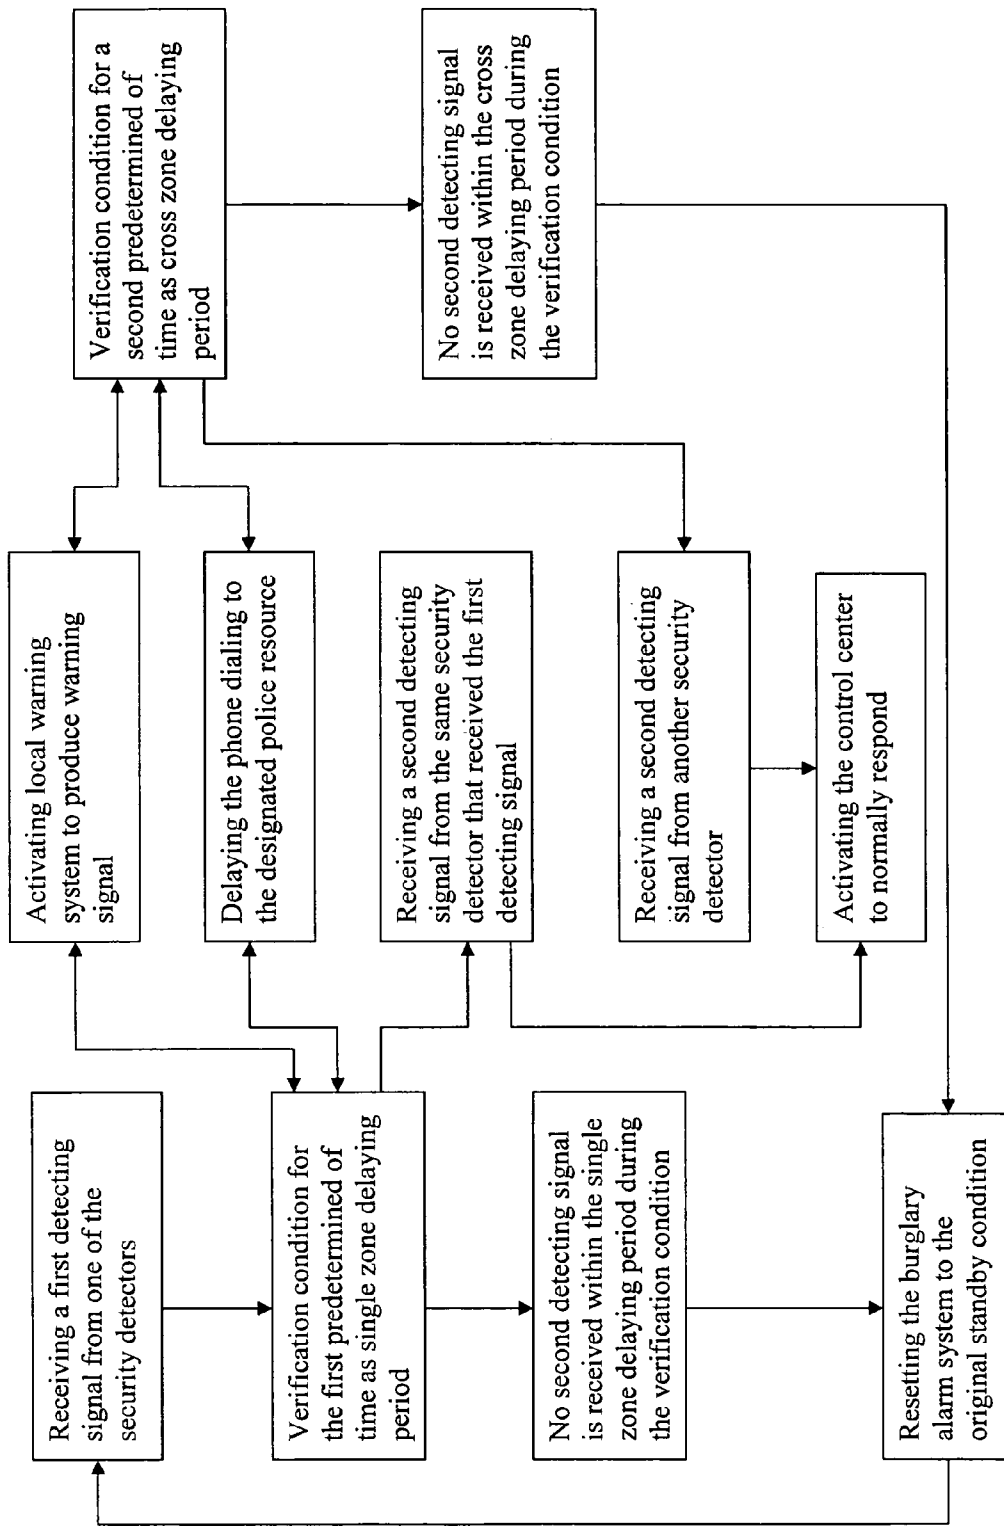 Receiving a first detecting
signal from one of the
security detectors
Verification condition for
the first predetermined of
time as single zone delaying
period
No second detecting signal
is received within the single
zone delaying period during
the verification condition
Resetting the burglary
alarm system to the
original standby condition
Activating local warning
system to produce warning
signal
Delaying the phone dialing to
the designated police resource
Receiving a second detecting
signal from the same security
detector that received the first
detecting signal
Receiving a second detecting
signal from another security
detector
Activating the control center
to normally respond
Verification condition for a
second predetermined of
time as cross zone delaying
period
No second detecting signal
is received within the cross
zone delaying period during
the verification condition